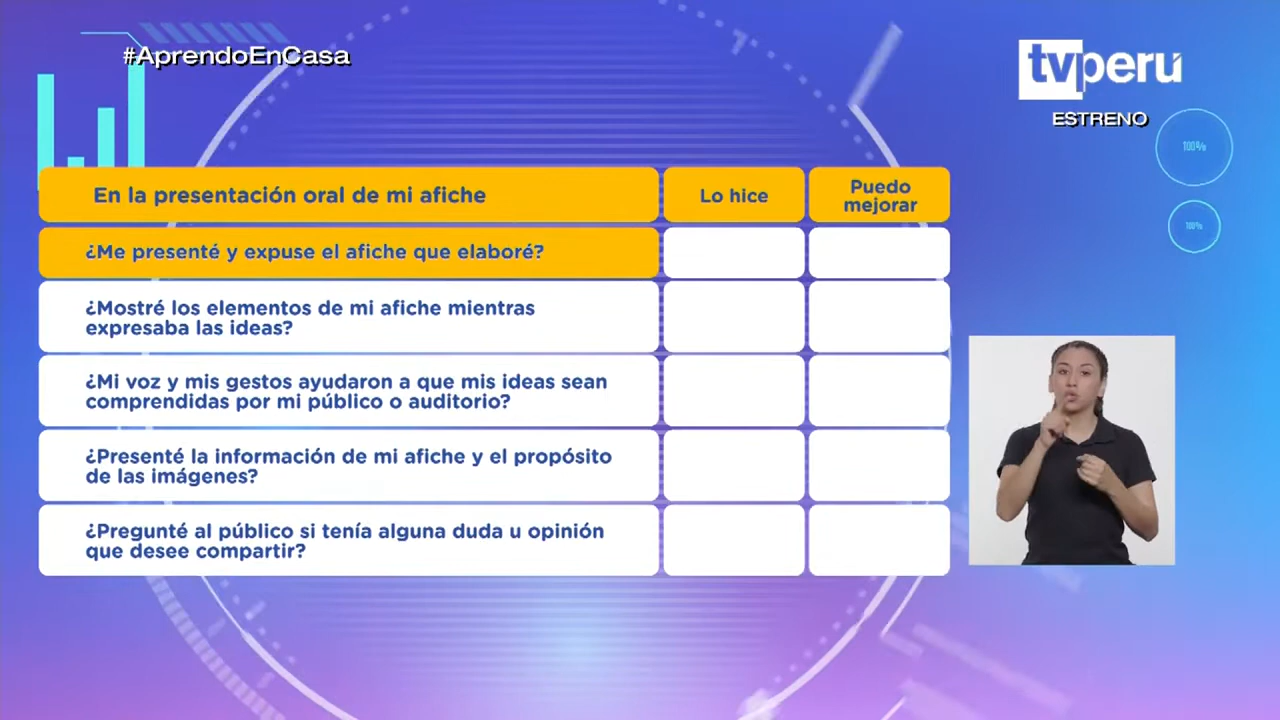 #AprendoEnCasa
tvperú
ESTRENO
100%
100%
En la presentación oral de mi afiche
Lo hice
Puedo
mejorar
¿Me presenté y expuse el afiche que elaboré?
¿Mostré los elementos de mi afiche mientras
expresaba las ideas?
¿Mi voz y mis gestos ayudaron a que mis ideas sean
comprendidas por mi público o auditorio?
¿Presenté la información de mi afiche y el propósito
de las imágenes?
¿Pregunté al público si tenía alguna duda u opinión
que desee compartir?